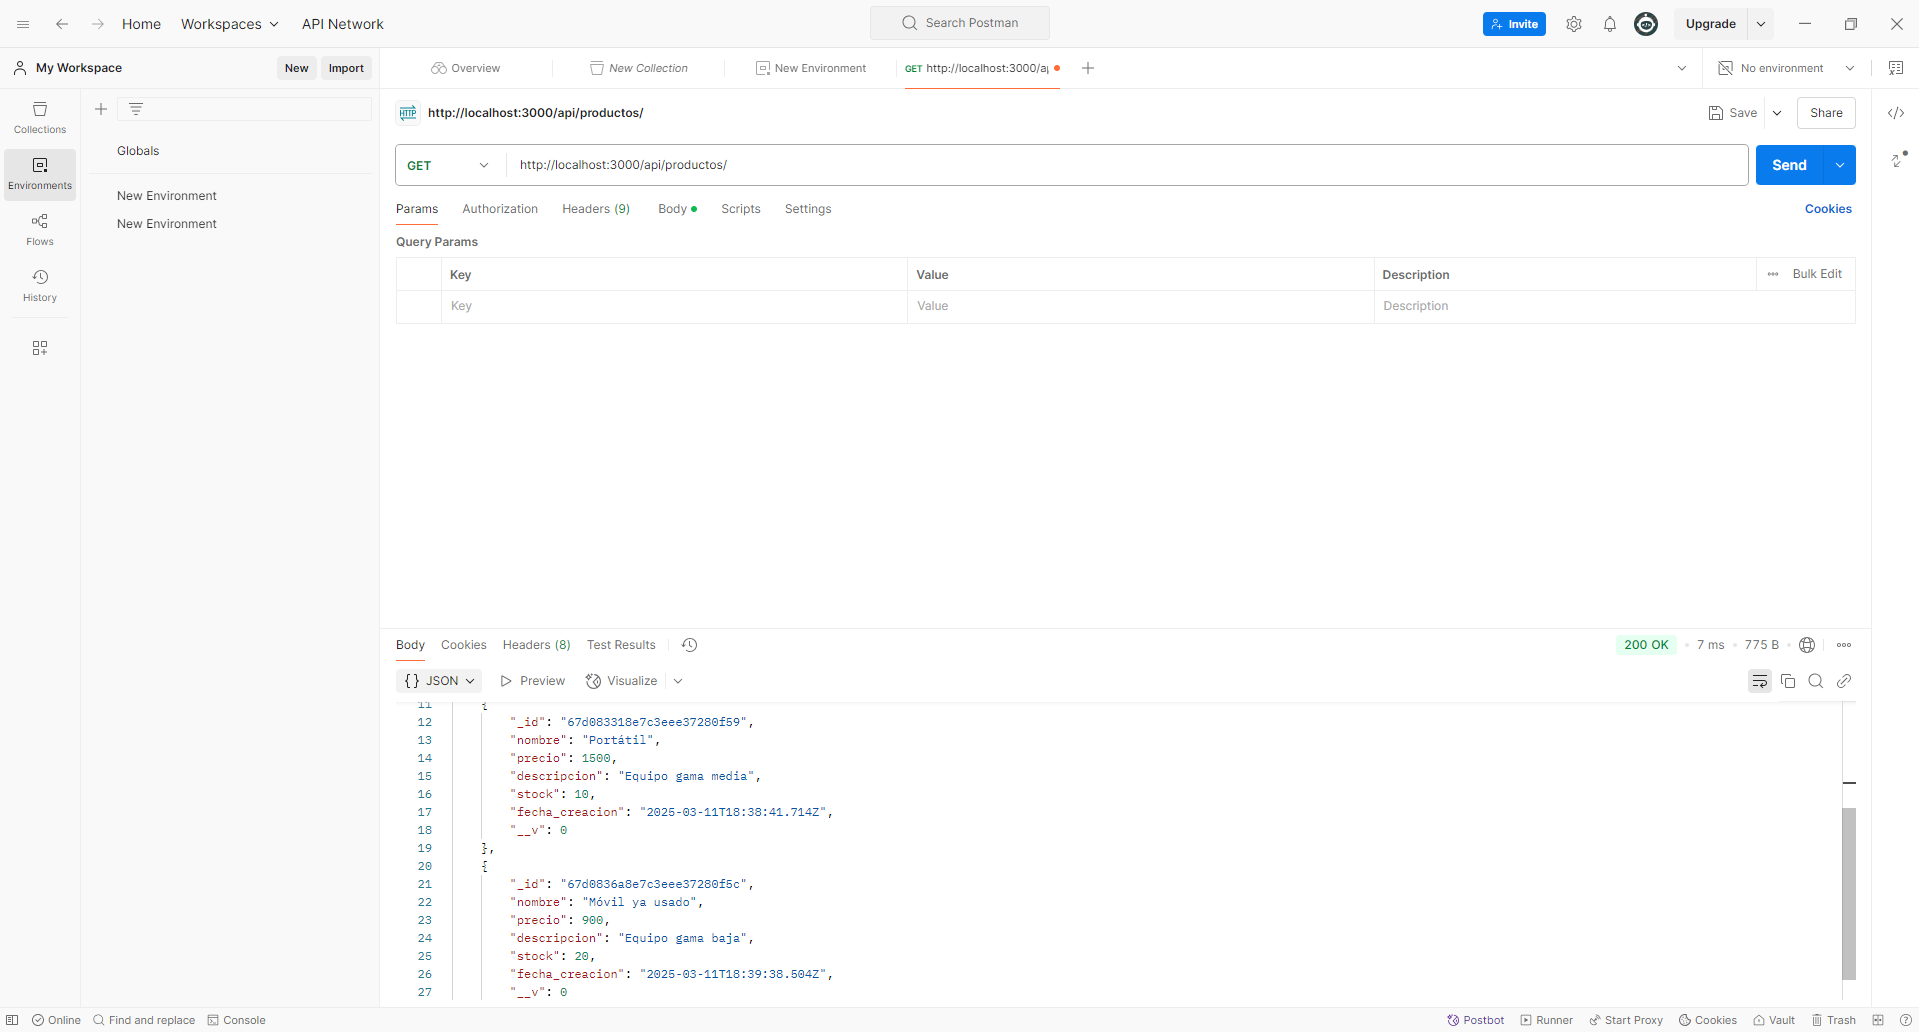 Home Workspaces API Network Search Postman Invite Upgrade
My Workspace New Import Overview New Collection New Environment GET http://localhost:3000/a No environment
Collections
Environments
Flows
History
Globals
New Environment
New Environment
HTTP http://localhost:3000/api/productos/ Save Share
GET http://localhost:3000/api/productos/ Send
Params Authorization Headers (9) Body Scripts Settings Cookies
Query Params
Key Value Description Bulk Edit
Key Value Description
Body Cookies Headers (8) Test Results 200 OK 7 ms 775 B
{} JSON Preview Visualize
11 {
12 "_id": "67d083318e7c3eee37280f59",
13 "nombre": "Portátil",
14 "precio": 1500,
15 "descripcion": "Equipo gama media",
16 "stock": 10,
17 "fecha_creacion": "2025-03-11T18:38:41.714Z",
18 "__v": 0
19 },
20 {
21 "_id": "67d0836a8e7c3eee37280f5c",
22 "nombre": "Móvil ya usado",
23 "precio": 900,
24 "descripcion": "Equipo gama baja",
25 "stock": 20,
26 "fecha_creacion": "2025-03-11T18:39:38.504Z",
27 "__v": 0
Online Find and replace Console Postbot Runner Start Proxy Cookies Vault Trash